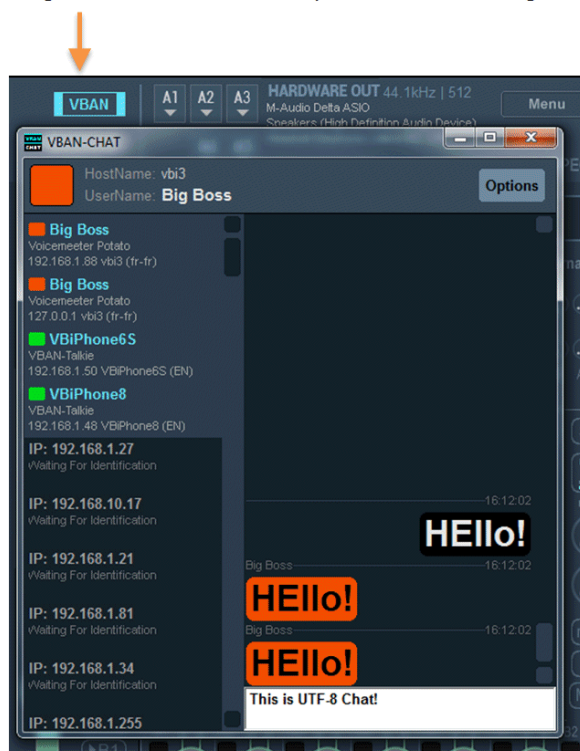 VBAN
A1
A2
A3
HARDWARE OUT 44.1kHz | 512
M-Audio Delta ASIO
Speakers (High Definition Audio Device)
Menu
VBAN-CHAT
HostName: vbi3
UserName: Big Boss
Options
Big Boss
Voicemeeter Potato
192.168.1.88 vbi3 (fr-fr)
Big Boss
Voicemeeter Potato
127.0.0.1 vbi3 (fr-fr)
VBiPhone6S
VBAN-Talkie
192.168.1.50 VBiPhone6S (EN)
VBiPhone8
VBAN-Talkie
192.168.1.48 VBiPhone8 (EN)
IP: 192.168.1.27
Waiting For Identification
IP: 192.168.10.17
Waiting For Identification
IP: 192.168.1.21
Waiting For Identification
IP: 192.168.1.81
Waiting For Identification
IP: 192.168.1.34
Waiting For Identification
IP: 192.168.1.255
16:12:02
HEllo!
Big Boss 16:12:02
HEllo!
Big Boss 16:12:02
HEllo!
This is UTF-8 Chat!